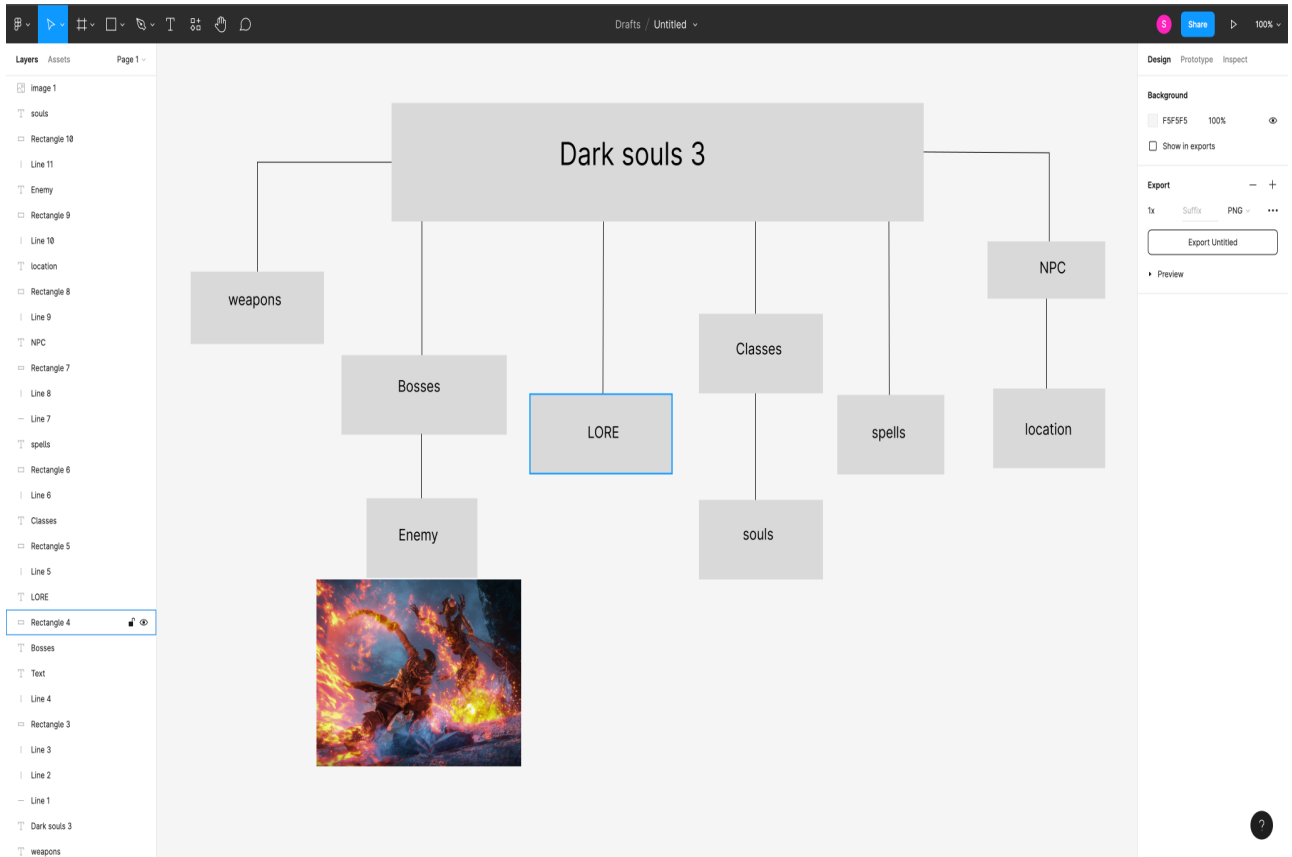 Drafts / Untitled
S
Share
100%
Layers Assets Page 1
image 1
souls
Rectangle 10
Line 11
Enemy
Rectangle 9
Line 10
location
Rectangle 8
Line 9
NPC
Rectangle 7
Line 8
Line 7
spells
Rectangle 6
Line 6
Classes
Rectangle 5
Line 5
LORE
Rectangle 4
Bosses
Text
Line 4
Rectangle 3
Line 3
Line 2
Line 1
Dark souls 3
weapons
Dark souls 3
weapons
NPC
Bosses
Classes
LORE
spells
location
Enemy
souls
Design Prototype Inspect
Background
F5F5F5 100%
Show in exports
Export
1x Suffix PNG
Export Untitled
Preview
?